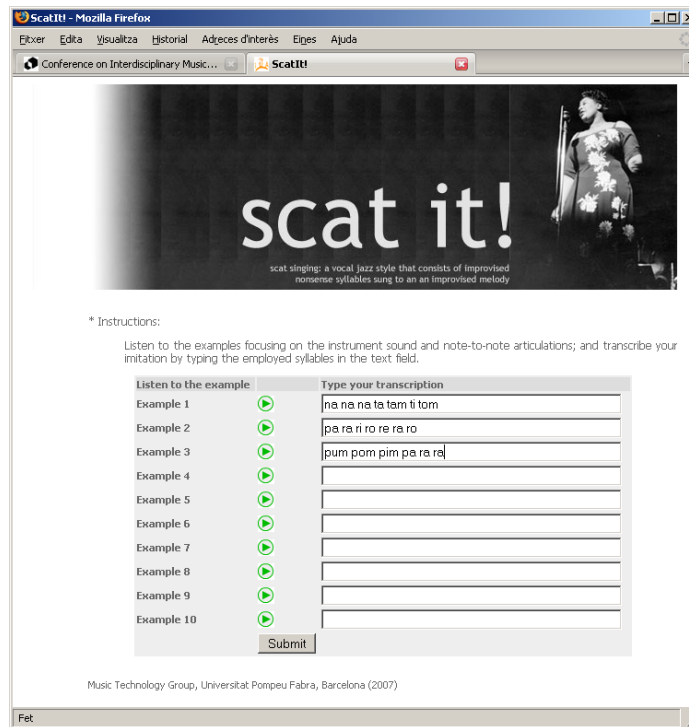 ScatIt! - Mozilla Firefox
Fitxer Edita Visualitza Historial Adreces d'interès Eines Ajuda
Conference on Interdisciplinary Music... ScatIt!
scat it!
scat singing: a vocal jazz style that consists of improvised
nonsense syllables sung to an an improvised melody
* Instructions:
Listen to the examples focusing on the instrument sound and note-to-note articulations; and transcribe your
imitation by typing the employed syllables in the text field.
Listen to the example Type your transcription
Example 1 na na na ta tam ti tom
Example 2 pa ra ri ro re ra ro
Example 3 pum pom pim pa ra ra
Example 4
Example 5
Example 6
Example 7
Example 8
Example 9
Example 10
Submit
Music Technology Group, Universitat Pompeu Fabra, Barcelona (2007)
Fet